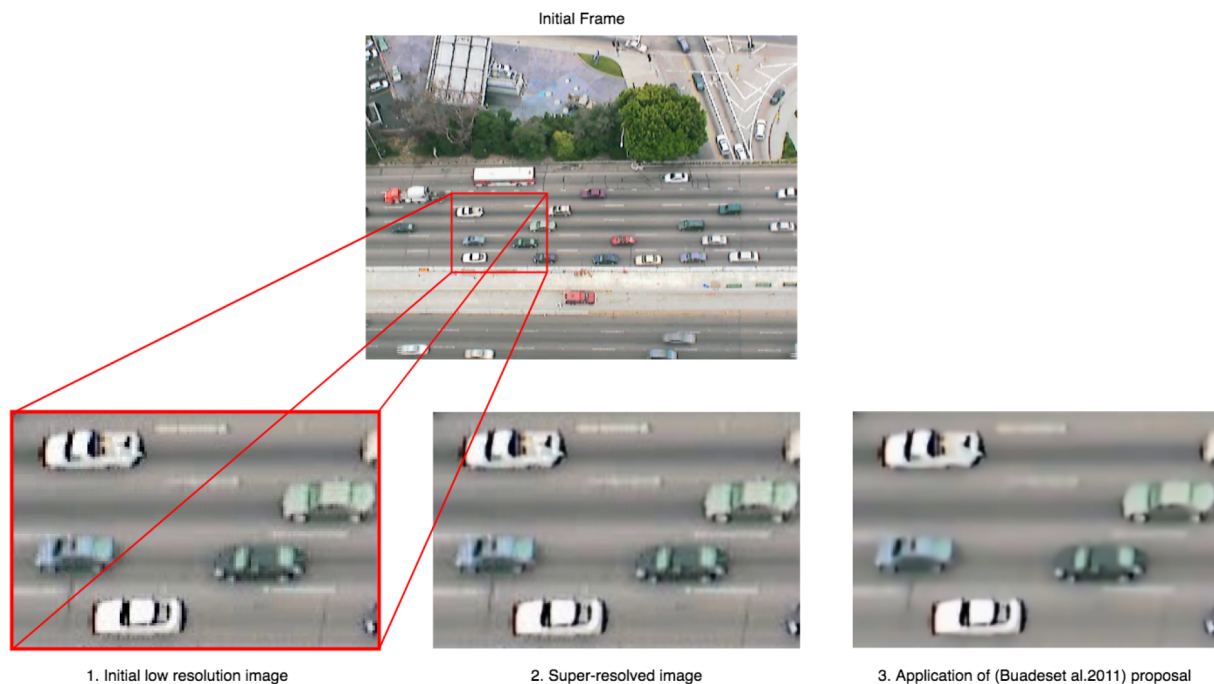 Initial Frame
1. Initial low resolution image
2. Super-resolved image
3. Application of (Buadeset al.2011) proposal